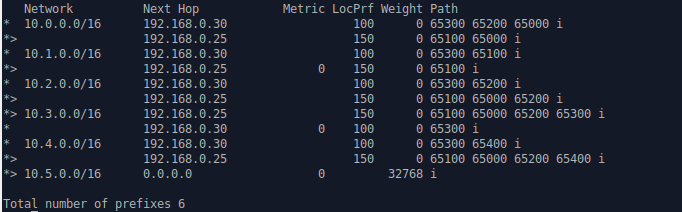 Network          Next Hop            Metric LocPrf Weight Path
*  10.0.0.0/16      192.168.0.30                  100      0 65300 65200 65000 i
*>                  192.168.0.25                  150      0 65100 65000 i
*  10.1.0.0/16      192.168.0.30                  100      0 65300 65100 i
*>                  192.168.0.25             0    150      0 65100 i
*  10.2.0.0/16      192.168.0.30                  100      0 65300 65200 i
*>                  192.168.0.25                  150      0 65100 65000 65200 i
*> 10.3.0.0/16      192.168.0.25                  150      0 65100 65000 65200 65300 i
*                   192.168.0.30             0    100      0 65300 i
*  10.4.0.0/16      192.168.0.30                  100      0 65300 65400 i
*>                  192.168.0.25                  150      0 65100 65000 65200 65400 i
*> 10.5.0.0/16      0.0.0.0                  0         32768 i

Total number of prefixes 6